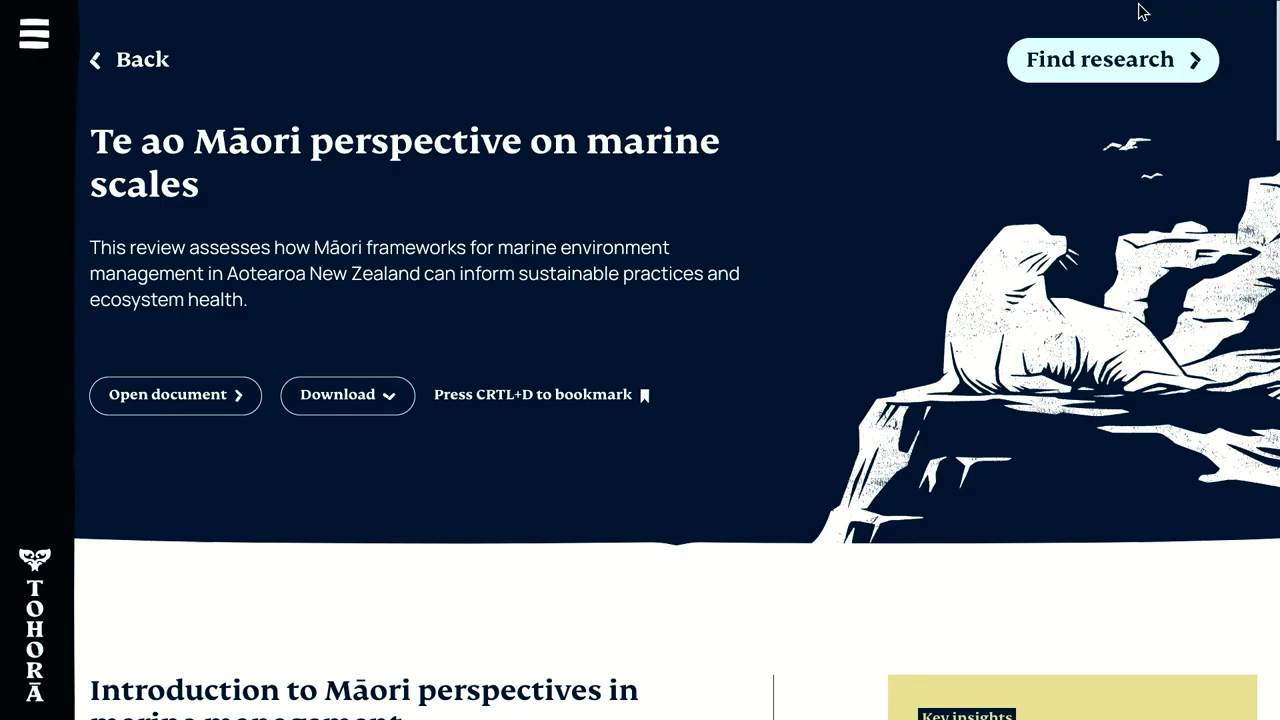 Back
Find research
Te ao Māori perspective on marine
scales
This review assesses how Māori frameworks for marine environment
management in Aotearoa New Zealand can inform sustainable practices and
ecosystem health.
Open document
Download
Press CRTL+D to bookmark
TOHORĀ
Introduction to Māori perspectives in
marine management
Key insights